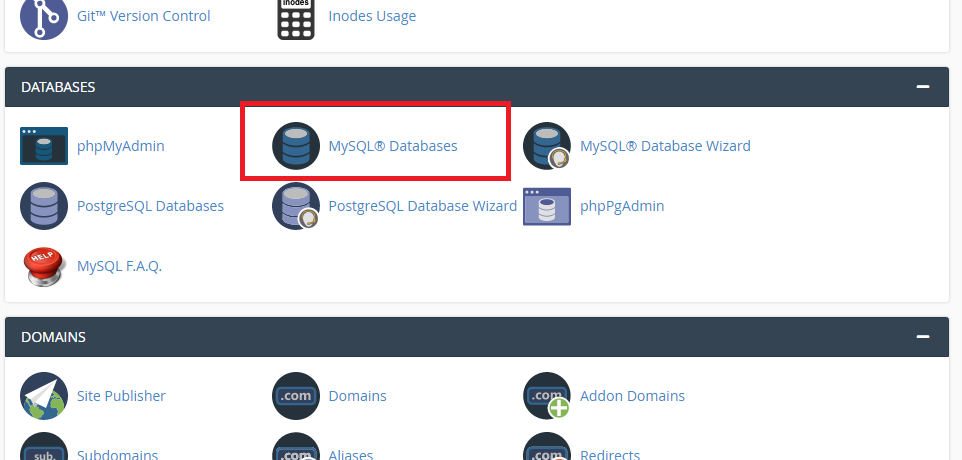 Git™ Version Control
inodes
Inodes Usage
DATABASES
phpMyAdmin
MySQL® Databases
MySQL® Database Wizard
PostgreSQL Databases
PostgreSQL Database Wizard
phpPgAdmin
HELP
MySQL F.A.Q.
DOMAINS
Site Publisher
.com
Domains
.com
Addon Domains
sub.
Subdomains
.com
Aliases
.com
Redirects